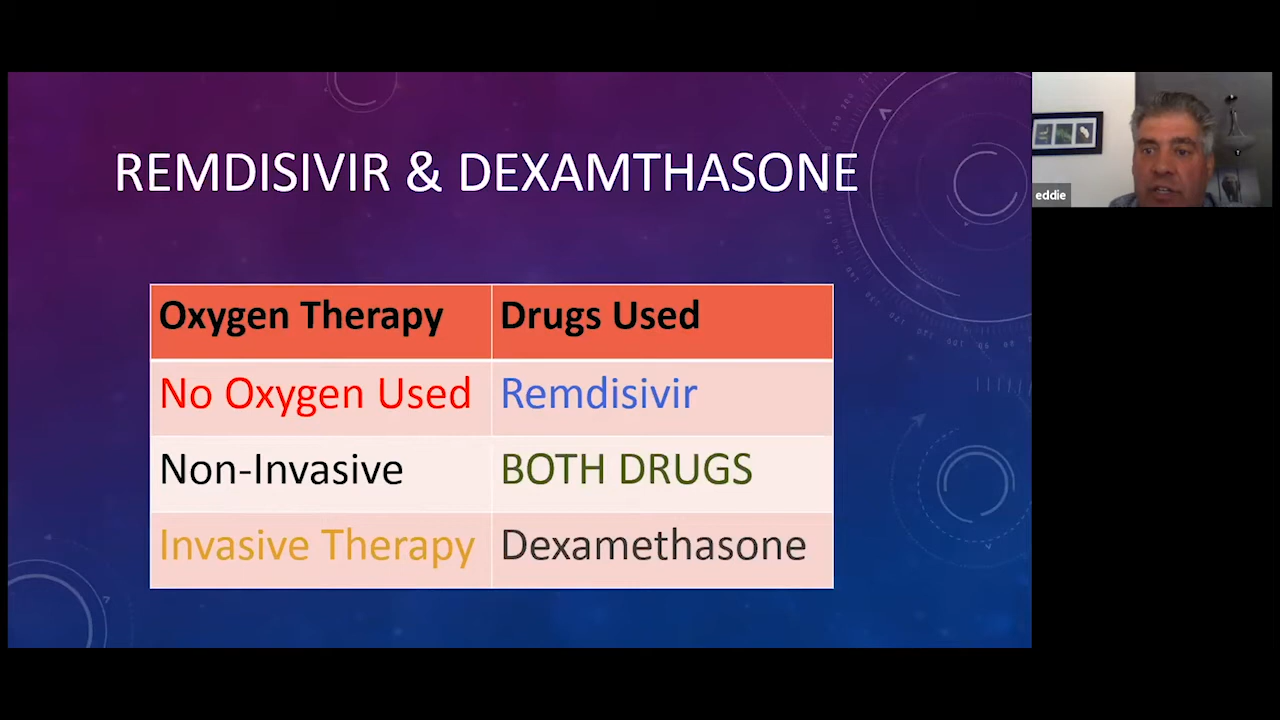 REMDISIVIR & DEXAMTHASONE
Oxygen Therapy Drugs Used
No Oxygen Used Remdisivir
Non-Invasive BOTH DRUGS
Invasive Therapy Dexamethasone
eddie